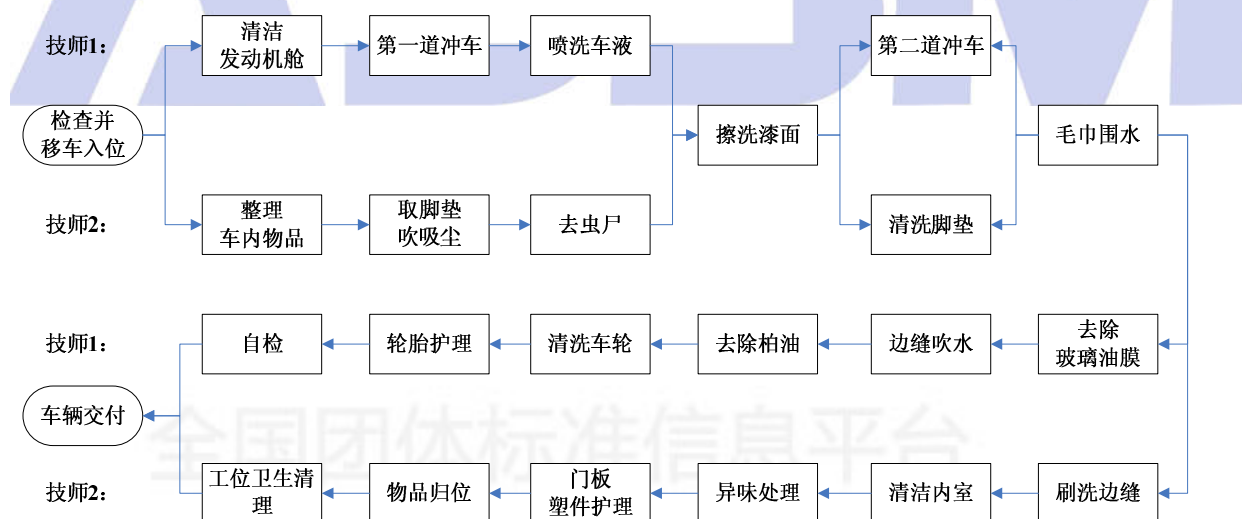 技师1：
清洁
发动机舱
第一道冲车
喷洗车液
第二道冲车
检查并
移车入位
擦洗漆面
毛巾围水
技师2：
整理
车内物品
取脚垫
吹吸尘
去虫尸
清洗脚垫
技师1：
自检
轮胎护理
清洗车轮
去除柏油
边缝吹水
去除
玻璃油膜
车辆交付
全国团体标准信息平台
技师2：
工位卫生清
理
物品归位
门板
塑件护理
异味处理
清洁内室
刷洗边缝